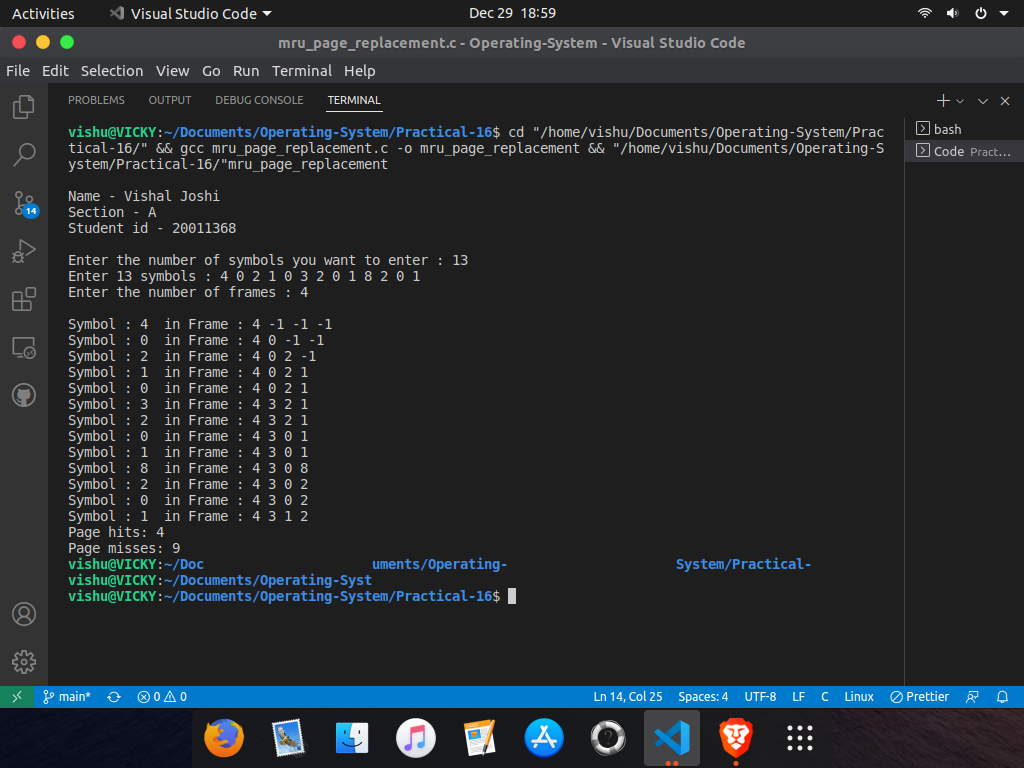 Activities Visual Studio Code Dec 29 18:59
mru_page_replacement.c - Operating-System - Visual Studio Code
File Edit Selection View Go Run Terminal Help
PROBLEMS OUTPUT DEBUG CONSOLE TERMINAL
bash
Code Pract...
14
vishu@VICKY:~/Documents/Operating-System/Practical-16$ cd "/home/vishu/Documents/Operating-System/Prac
tical-16/" && gcc mru_page_replacement.c -o mru_page_replacement && "/home/vishu/Documents/Operating-S
ystem/Practical-16/"mru_page_replacement
Name - Vishal Joshi
Section - A
Student id - 20011368
Enter the number of symbols you want to enter : 13
Enter 13 symbols : 4 0 2 1 0 3 2 0 1 8 2 0 1
Enter the number of frames : 4
Symbol : 4  in Frame : 4 -1 -1 -1
Symbol : 0  in Frame : 4 0 -1 -1
Symbol : 2  in Frame : 4 0 2 -1
Symbol : 1  in Frame : 4 0 2 1
Symbol : 0  in Frame : 4 0 2 1
Symbol : 3  in Frame : 4 3 2 1
Symbol : 2  in Frame : 4 3 2 1
Symbol : 0  in Frame : 4 3 0 1
Symbol : 1  in Frame : 4 3 0 1
Symbol : 8  in Frame : 4 3 0 8
Symbol : 2  in Frame : 4 3 0 2
Symbol : 0  in Frame : 4 3 0 2
Symbol : 1  in Frame : 4 3 1 2
Page hits: 4
Page misses: 9
vishu@VICKY:~/Doc uments/Operating- System/Practical-
vishu@VICKY:~/Documents/Operating-Syst
vishu@VICKY:~/Documents/Operating-System/Practical-16$
main* 0 0 Ln 14, Col 25 Spaces: 4 UTF-8 LF C Linux Prettier